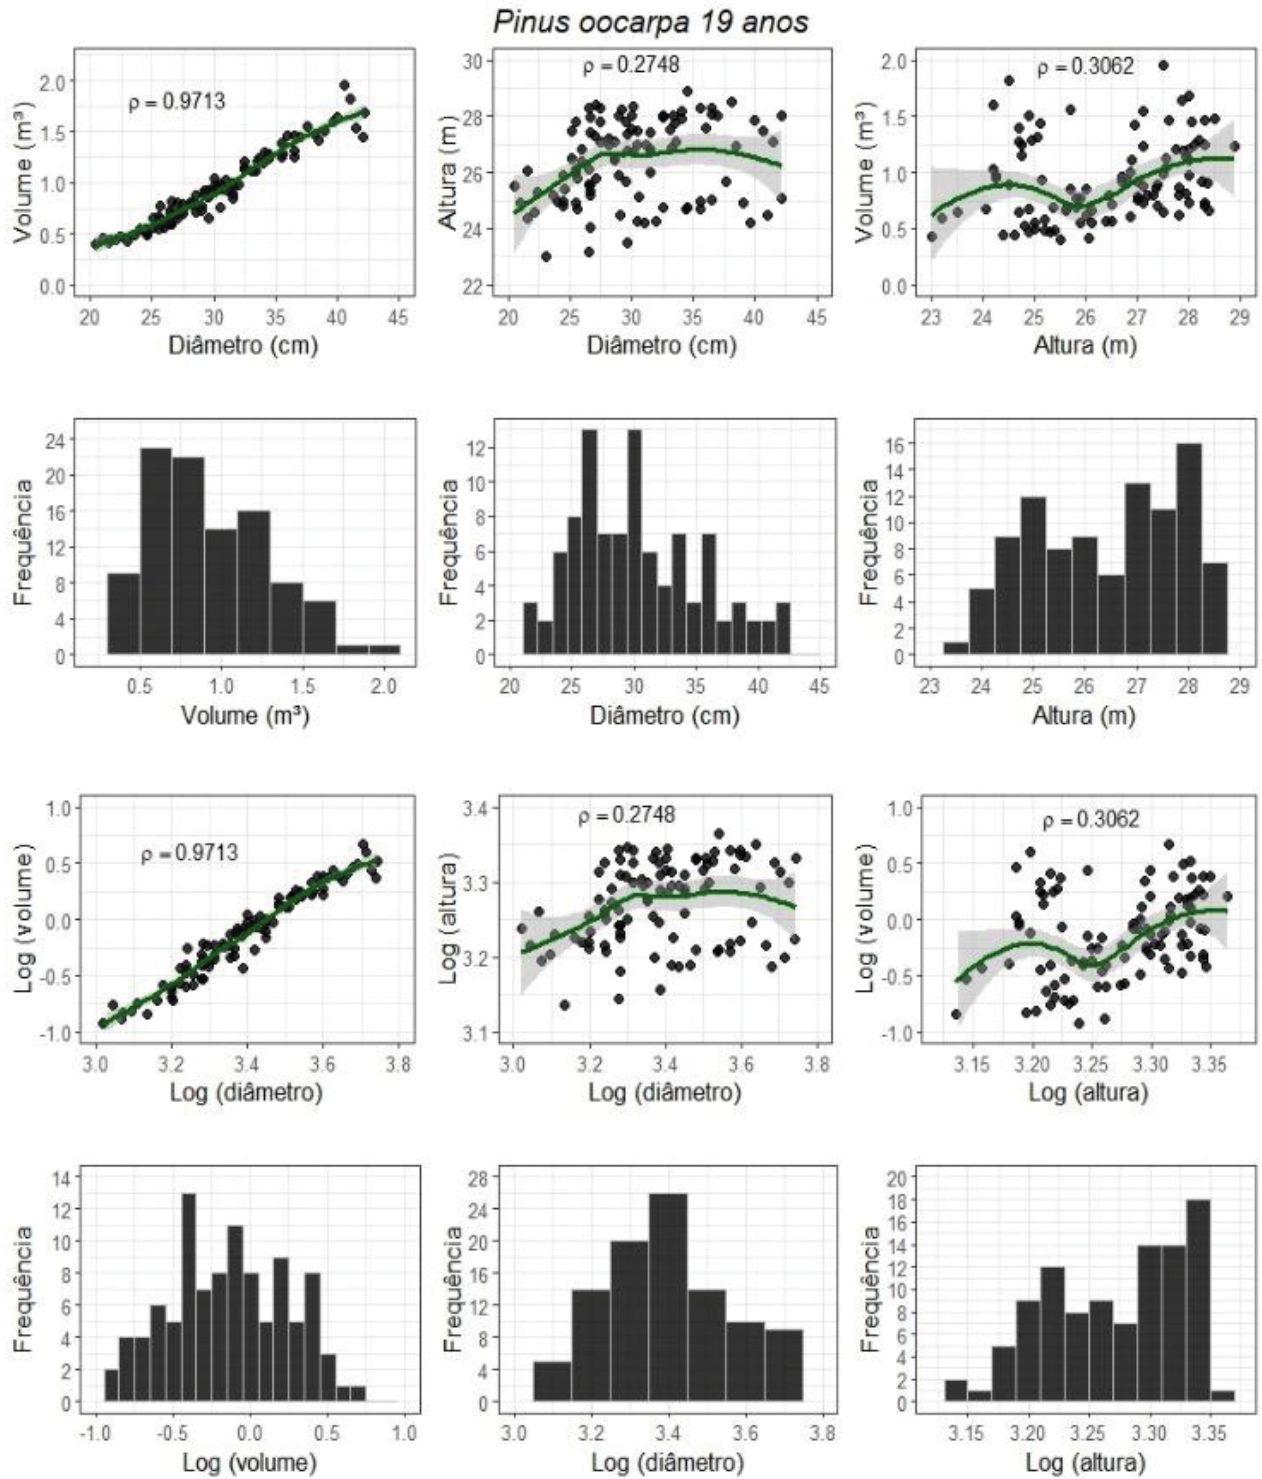 Pinus oocarpa 19 anos
ρ = 0.9713
Volume (m³)
2.0
1.5
1.0
0.5
0.0
20 25 30 35 40 45
Diâmetro (cm)
ρ = 0.2748
Altura (m)
30
28
26
24
22
20 25 30 35 40 45
Diâmetro (cm)
ρ = 0.3062
Volume (m³)
2.0
1.5
1.0
0.5
0.0
23 24 25 26 27 28 29
Altura (m)
Frequência
24
20
16
12
8
4
0
0.5 1.0 1.5 2.0
Volume (m³)
Frequência
12
10
8
6
4
2
0
20 25 30 35 40 45
Diâmetro (cm)
Frequência
16
14
12
10
8
6
4
2
0
23 24 25 26 27 28 29
Altura (m)
ρ = 0.9713
Log (volume)
1.0
0.5
0.0
-0.5
-1.0
3.0 3.2 3.4 3.6 3.8
Log (diâmetro)
ρ = 0.2748
Log (altura)
3.4
3.3
3.2
3.1
3.0 3.2 3.4 3.6 3.8
Log (diâmetro)
ρ = 0.3062
Log (volume)
1.0
0.5
0.0
-0.5
-1.0
3.15 3.20 3.25 3.30 3.35
Log (altura)
Frequência
14
12
10
8
6
4
2
0
-1.0 -0.5 0.0 0.5 1.0
Log (volume)
Frequência
28
24
20
16
12
8
4
0
3.0 3.2 3.4 3.6 3.8
Log (diâmetro)
Frequência
20
18
16
14
12
10
8
6
4
2
0
3.15 3.20 3.25 3.30 3.35
Log (altura)